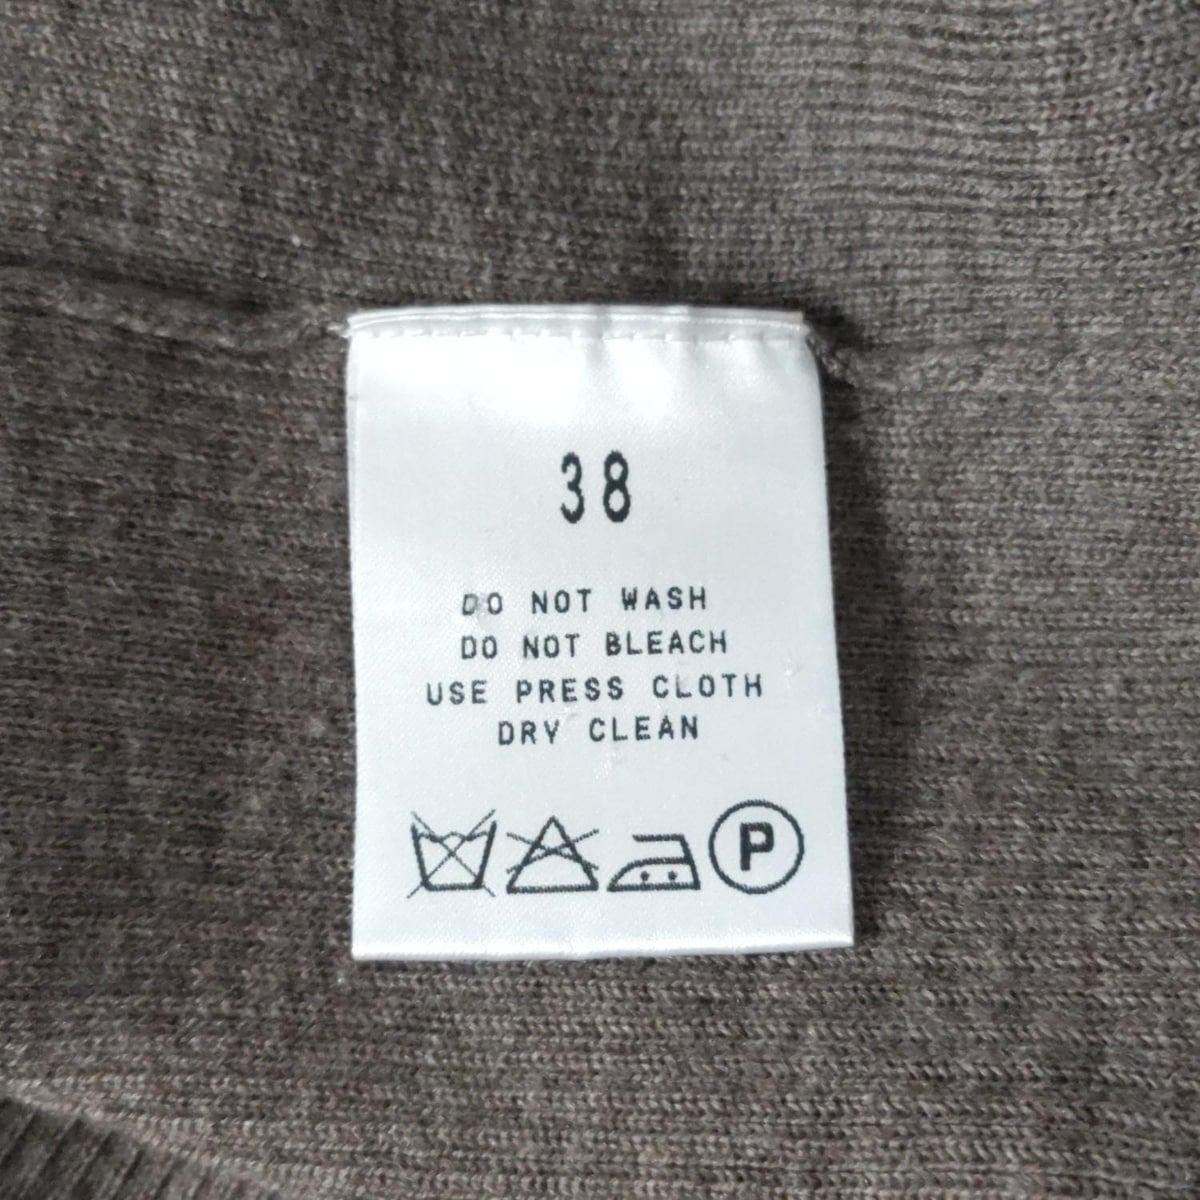 38
DO NOT WASH
DO NOT BLEACH
USE PRESS CLOTH
DRY CLEAN
P